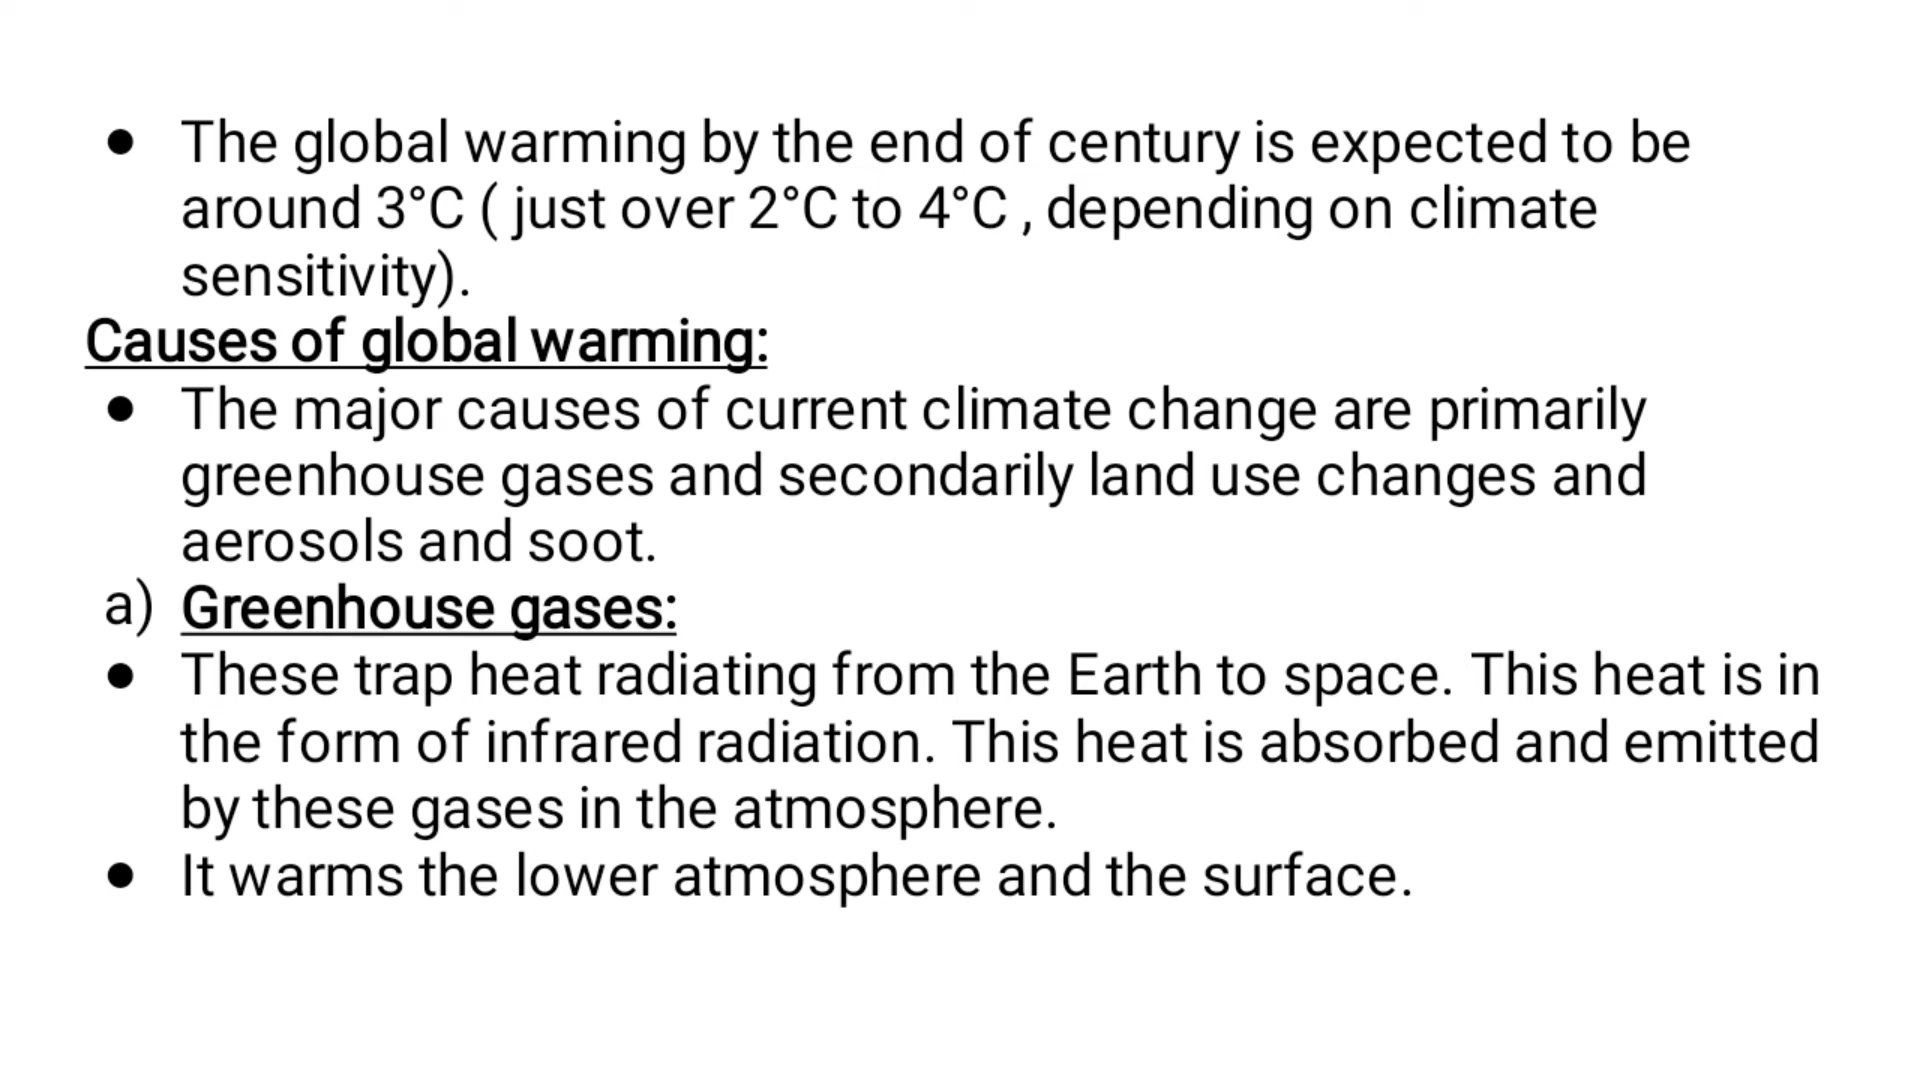 ● The global warming by the end of century is expected to be
around 3°C ( just over 2°C to 4°C , depending on climate
sensitivity).
Causes of global warming:
● The major causes of current climate change are primarily
greenhouse gases and secondarily land use changes and
aerosols and soot.
a) Greenhouse gases:
● These trap heat radiating from the Earth to space. This heat is in
the form of infrared radiation. This heat is absorbed and emitted
by these gases in the atmosphere.
● It warms the lower atmosphere and the surface.